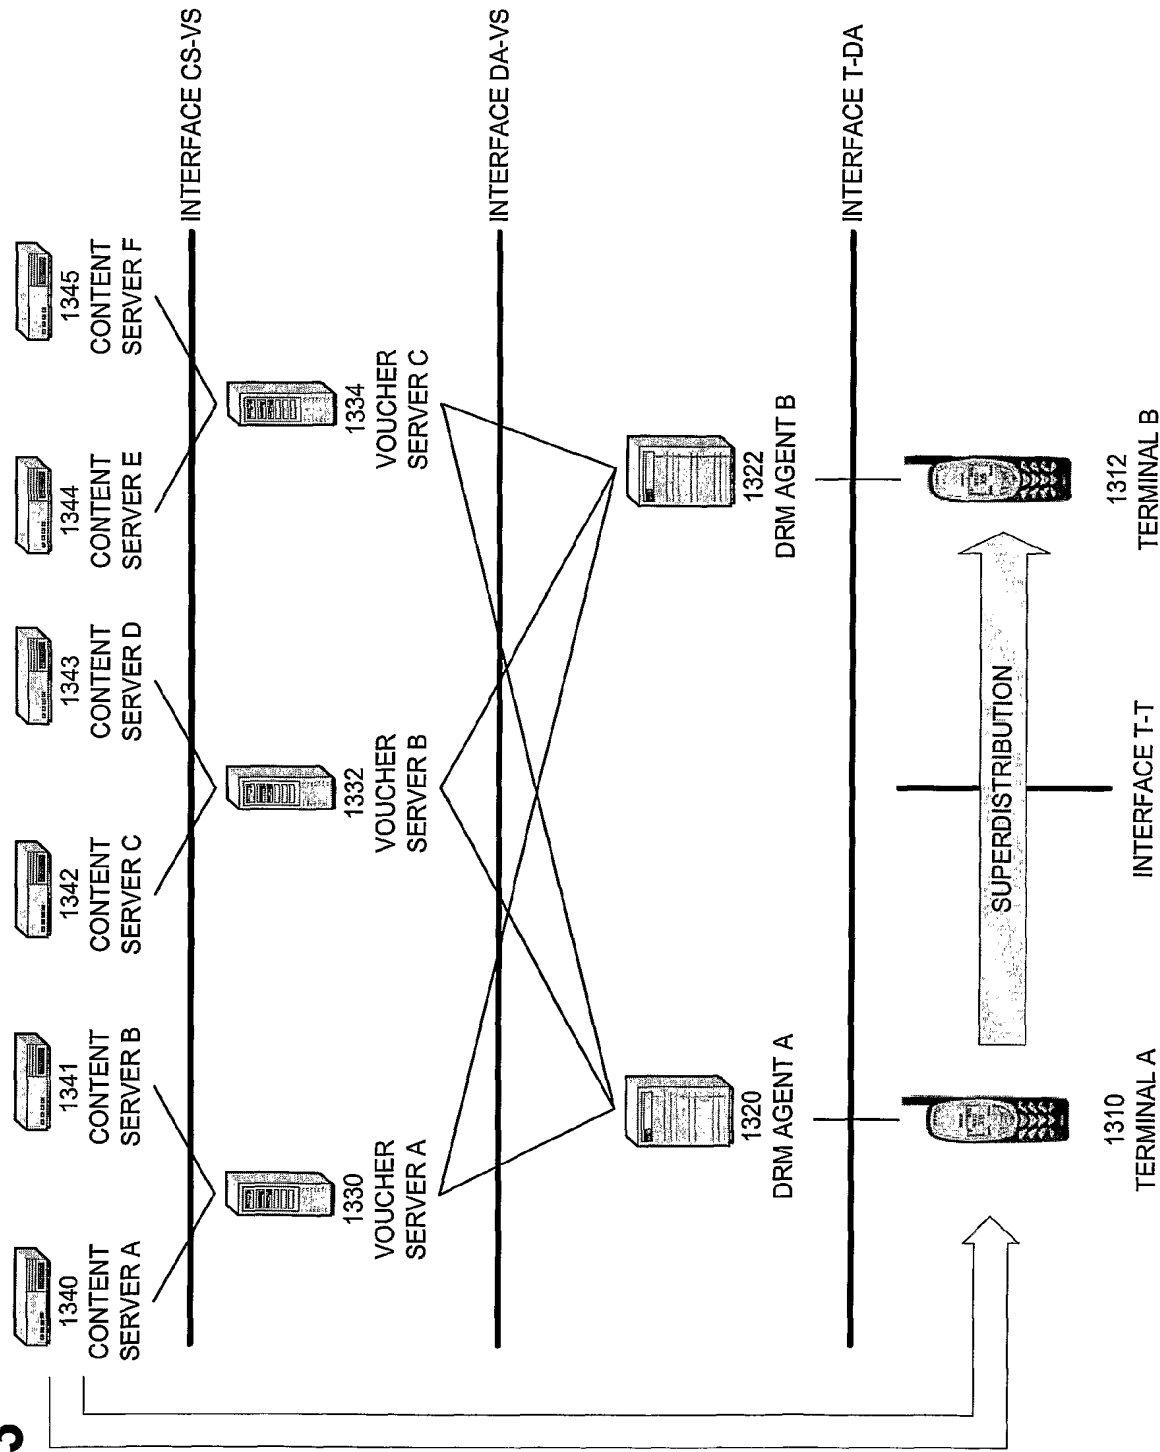 1340
CONTENT
SERVER A
1341
CONTENT
SERVER B
1342
CONTENT
SERVER C
1343
CONTENT
SERVER D
1344
CONTENT
SERVER E
1345
CONTENT
SERVER F
INTERFACE CS-VS
1330
VOUCHER
SERVER A
1332
VOUCHER
SERVER B
1334
VOUCHER
SERVER C
INTERFACE DA-VS
1320
DRM AGENT A
1322
DRM AGENT B
INTERFACE T-DA
SUPERDISTRIBUTION
1310
TERMINAL A
INTERFACE T-T
1312
TERMINAL B